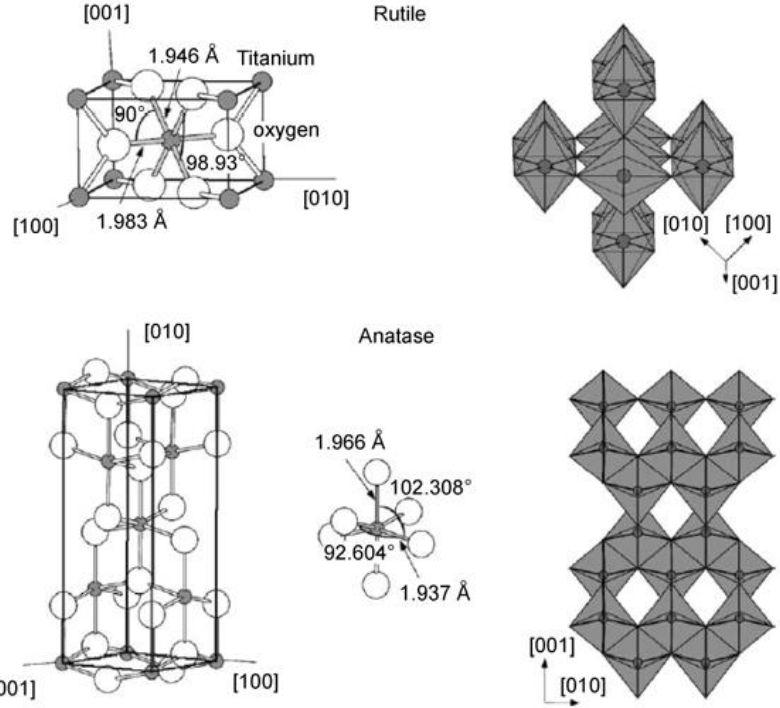 [001]
Rutile
1.946 Å
Titanium
90°
oxygen
98.93°
[010]
[100]
1.983 Å
[010]
[100]
[001]
[010]
Anatase
1.966 Å
102.308°
92.604°
1.937 Å
[100]
001]
[001]
[010]